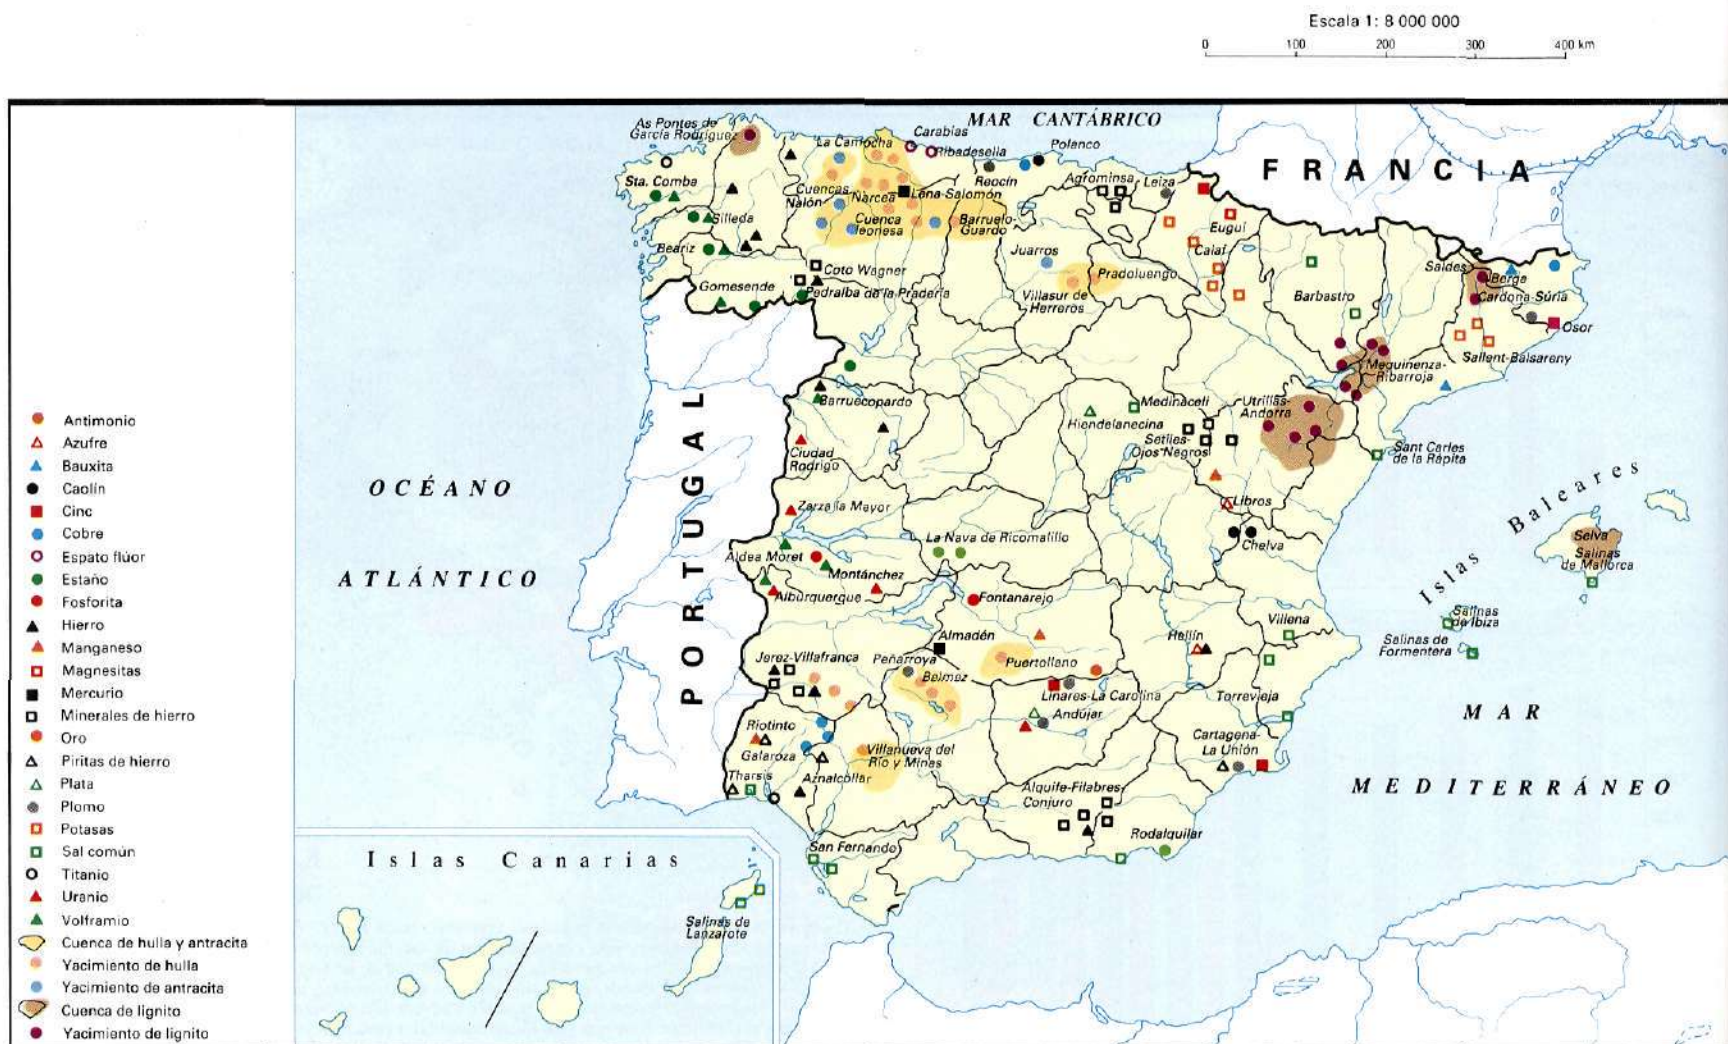 Escala 1: 8 000 000
0 100 200 300 400 km
MAR CANTÁBRICO
FRANCIA
OCÉANO
ATLÁNTICO
PORTUGAL
Islas Baleares
MAR
MEDITERRÁNEO
Islas Canarias
Antimonio
Azufre
Bauxita
Caolín
Cinc
Cobre
Espato flúor
Estaño
Fosforita
Hierro
Manganeso
Magnesitas
Mercurio
Minerales de hierro
Oro
Piritas de hierro
Plata
Plomo
Potasas
Sal común
Titanio
Uranio
Volframio
Cuenca de hulla y antracita
Yacimiento de hulla
Yacimiento de antracita
Cuenca de lignito
Yacimiento de lignito
As Pontes de
García Rodríguez
La Camocha
Carabias
Ribadesella
Polanco
Reocín
Agrominsa
Leiza
Sta. Comba
Cuencas
Nalón
Narcea
Lena-Salomón
Silleda
Cuenca
leonesa
Barruelo-
Guardo
Eugui
Beariz
Juarros
Calaf
Coto Wagner
Pradoluengo
Saldes
Berga
Gomesende
Pedralba de la Pradería
Villasur de
Herreros
Barbastro
Cardona-Súria
Osor
Sallent-Balsareny
Mequinenza-
Ribarroja
Barruecopardo
Medinaceli
Hiendelanecina
Utrillas-
Andorra
Setiles-
Ojos Negros
Ciudad
Rodrigo
Sant Carles
de la Ràpita
Zarza la Mayor
Libros
La Nava de Ricomalillo
Chelva
Selva
Salinas
de Mallorca
Aldea Moret
Montánchez
Alburquerque
Fontanarejo
Salinas
de Ibiza
Villena
Almadén
Hellín
Salinas de
Formentera
Jerez-Villafranca
Peñarroya
Puertollano
Belmez
Linares-La Carolina
Torrevieja
Andújar
Riotinto
Cartagena-
La Unión
Galaroza
Villanueva del
Río y Minas
Tharsis
Aznalcóllar
Alquife-Filabres-
Conjuro
Rodalquilar
San Fernando
Salinas de
Lanzarote